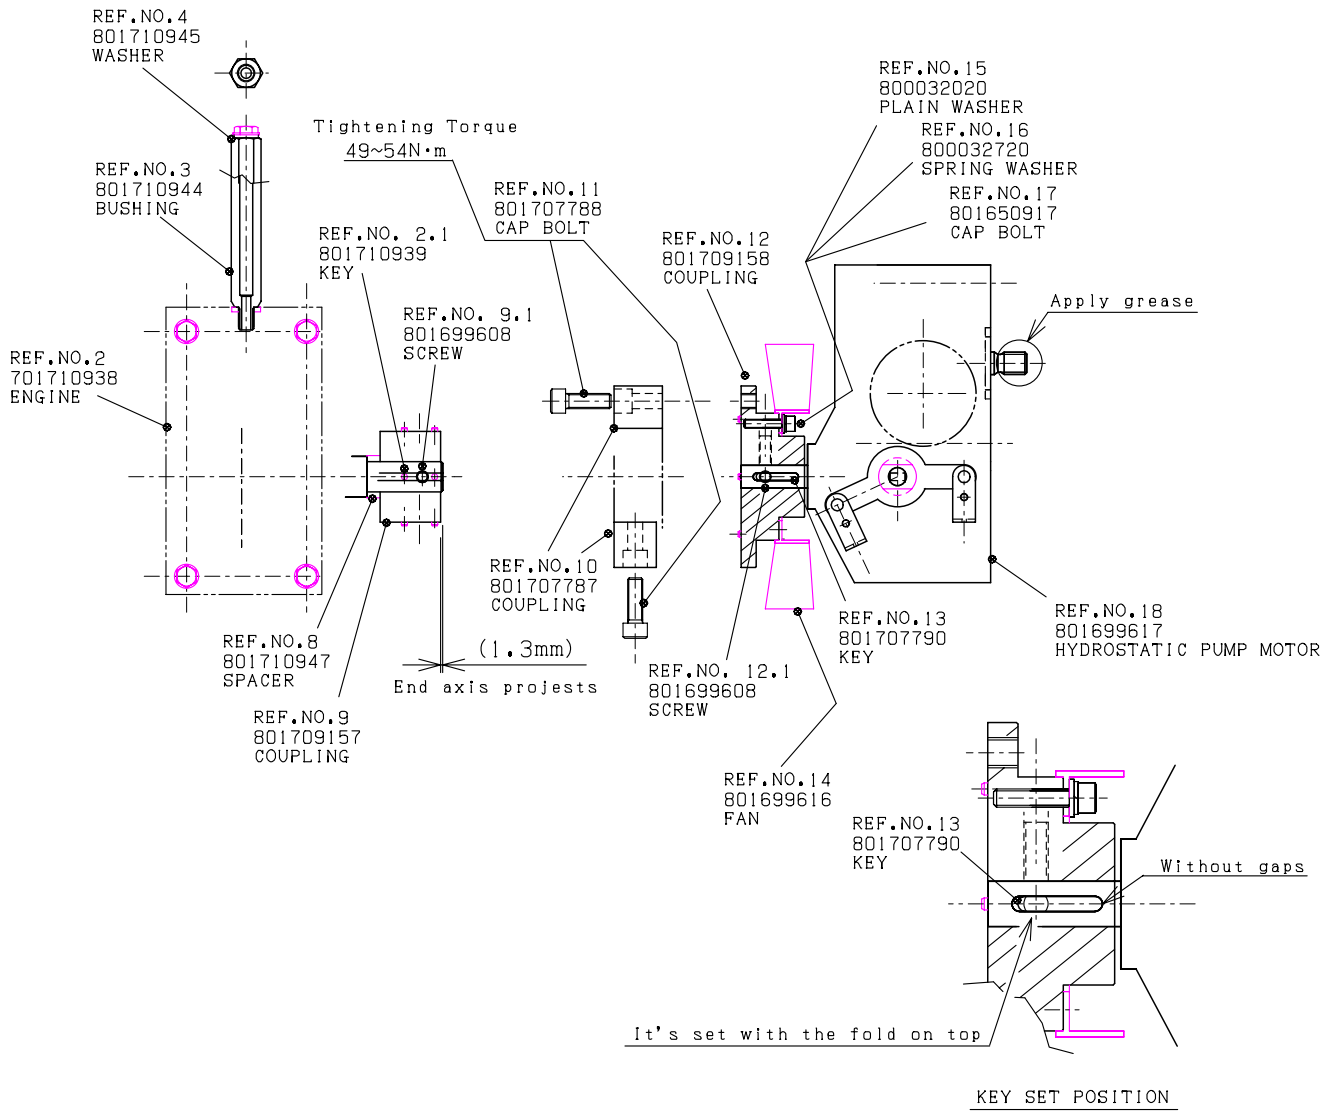 REF.NO.4
801710945
WASHER
REF.NO.15
800032020
PLAIN WASHER
Tightening Torque
49~54N·m
REF.NO.16
800032720
SPRING WASHER
REF.NO.3
801710944
BUSHING
REF.NO.11
801707788
CAP BOLT
REF.NO.17
801650917
CAP BOLT
REF.NO. 2.1
801710939
KEY
REF.NO.12
801709158
COUPLING
Apply grease
REF.NO. 9.1
801699608
SCREW
REF.NO.2
701710938
ENGINE
REF.NO.10
801707787
COUPLING
REF.NO.13
801707790
KEY
REF.NO.18
801699617
HYDROSTATIC PUMP MOTOR
REF.NO.8
801710947
SPACER
(1.3mm)
End axis projests
REF.NO. 12.1
801699608
SCREW
REF.NO.9
801709157
COUPLING
REF.NO.14
801699616
FAN
REF.NO.13
801707790
KEY
Without gaps
It's set with the fold on top
KEY SET POSITION